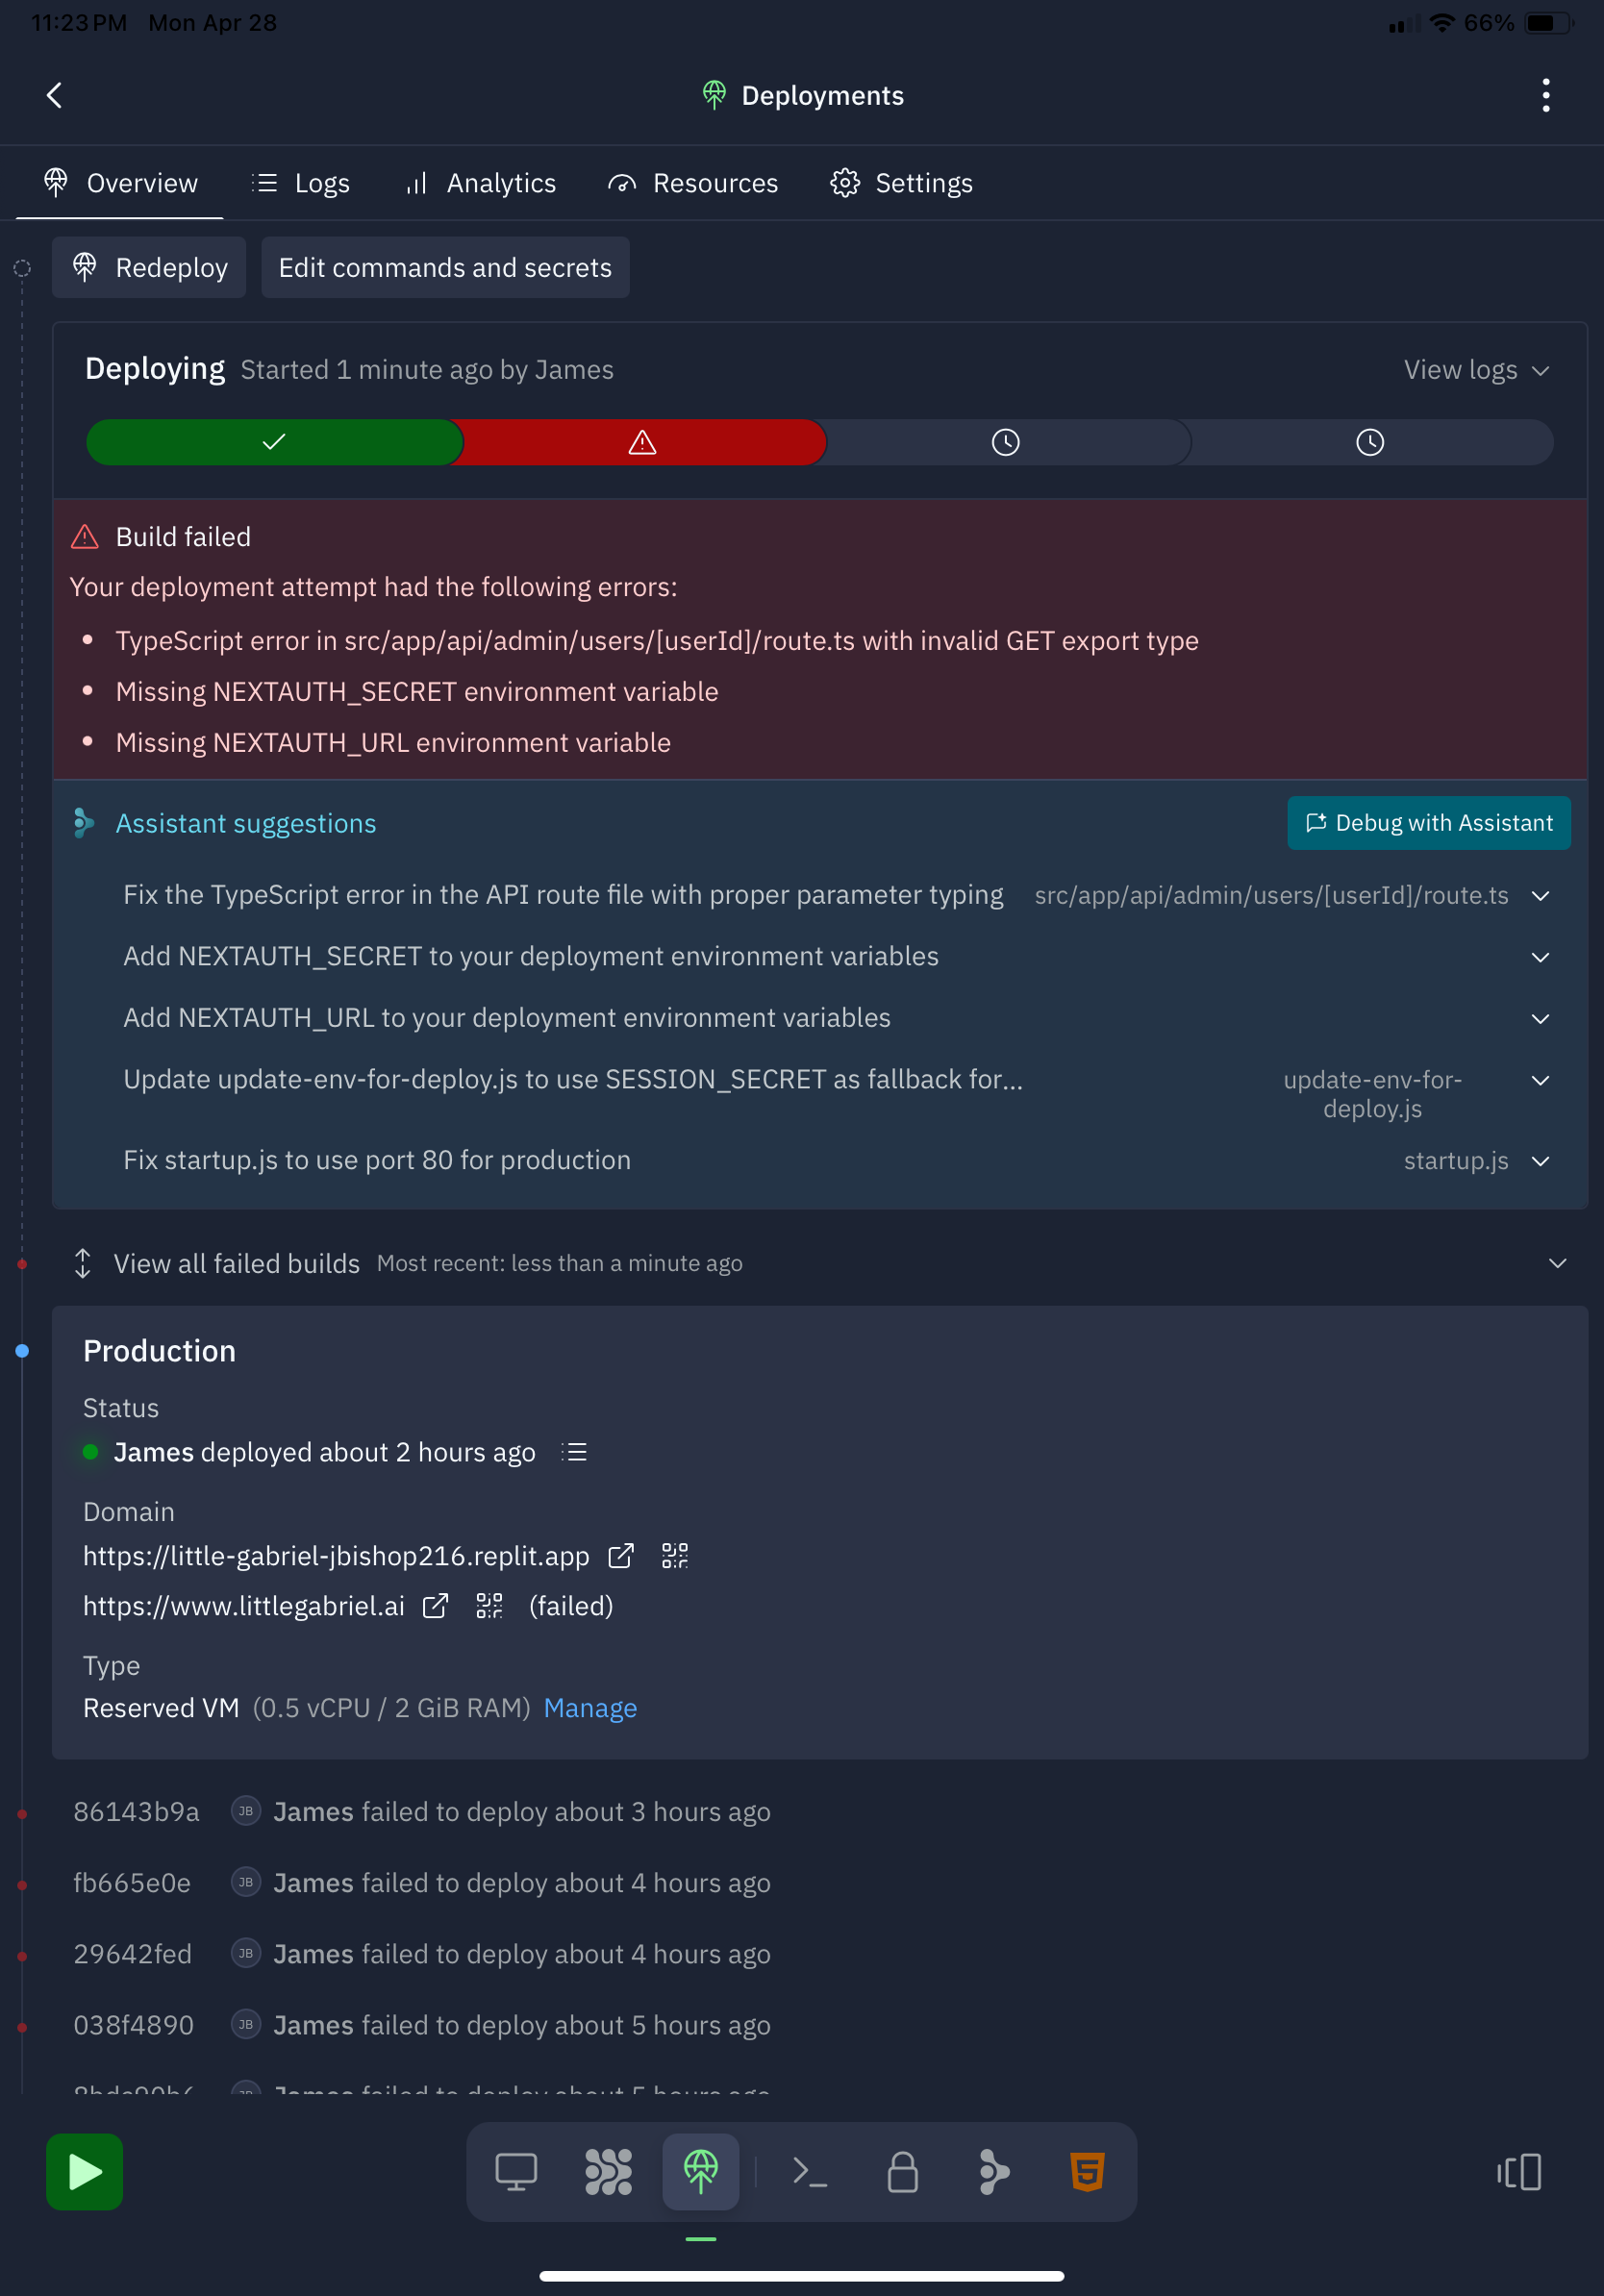 11:23 PM Mon Apr 28
66%
Deployments
Overview
Logs
Analytics
Resources
Settings
Redeploy
Edit commands and secrets
Deploying Started 1 minute ago by James
View logs
Build failed
Your deployment attempt had the following errors:
• TypeScript error in src/app/api/admin/users/[userId]/route.ts with invalid GET export type
• Missing NEXTAUTH_SECRET environment variable
• Missing NEXTAUTH_URL environment variable
Assistant suggestions
Debug with Assistant
Fix the TypeScript error in the API route file with proper parameter typing src/app/api/admin/users/[userId]/route.ts
Add NEXTAUTH_SECRET to your deployment environment variables
Add NEXTAUTH_URL to your deployment environment variables
Update update-env-for-deploy.js to use SESSION_SECRET as fallback for...
update-env-for-
deploy.js
Fix startup.js to use port 80 for production startup.js
View all failed builds Most recent: less than a minute ago
Production
Status
James deployed about 2 hours ago
Domain
https://little-gabriel-jbishop216.replit.app
https://www.littlegabriel.ai (failed)
Type
Reserved VM (0.5 vCPU / 2 GiB RAM) Manage
86143b9a JB James failed to deploy about 3 hours ago
fb665e0e JB James failed to deploy about 4 hours ago
29642fed JB James failed to deploy about 4 hours ago
038f4890 JB James failed to deploy about 5 hours ago
James failed to deploy about 5 hours ago
5